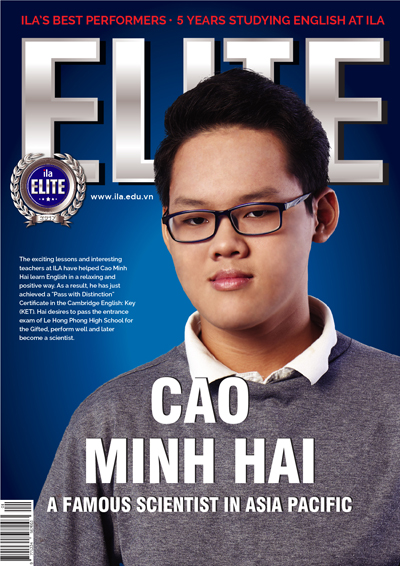 ILA'S BEST PERFORMERS • 5 YEARS STUDYING ENGLISH AT ILA
ELITE
ila
ELITE
www.ila.edu.vn
The exciting lessons and interesting
teachers at ILA have helped Cao Minh
Hai learn English in a relaxing and
positive way. As a result, he has just
achieved a "Pass with Distinction"
Certificate in the Cambridge English: Key
(KET). Hai desires to pass the entrance
exam of Le Hong Phong High School for
the Gifted, perform well and later
become a scientist.
CAO
MINH HAI
A FAMOUS SCIENTIST IN ASIA PACIFIC